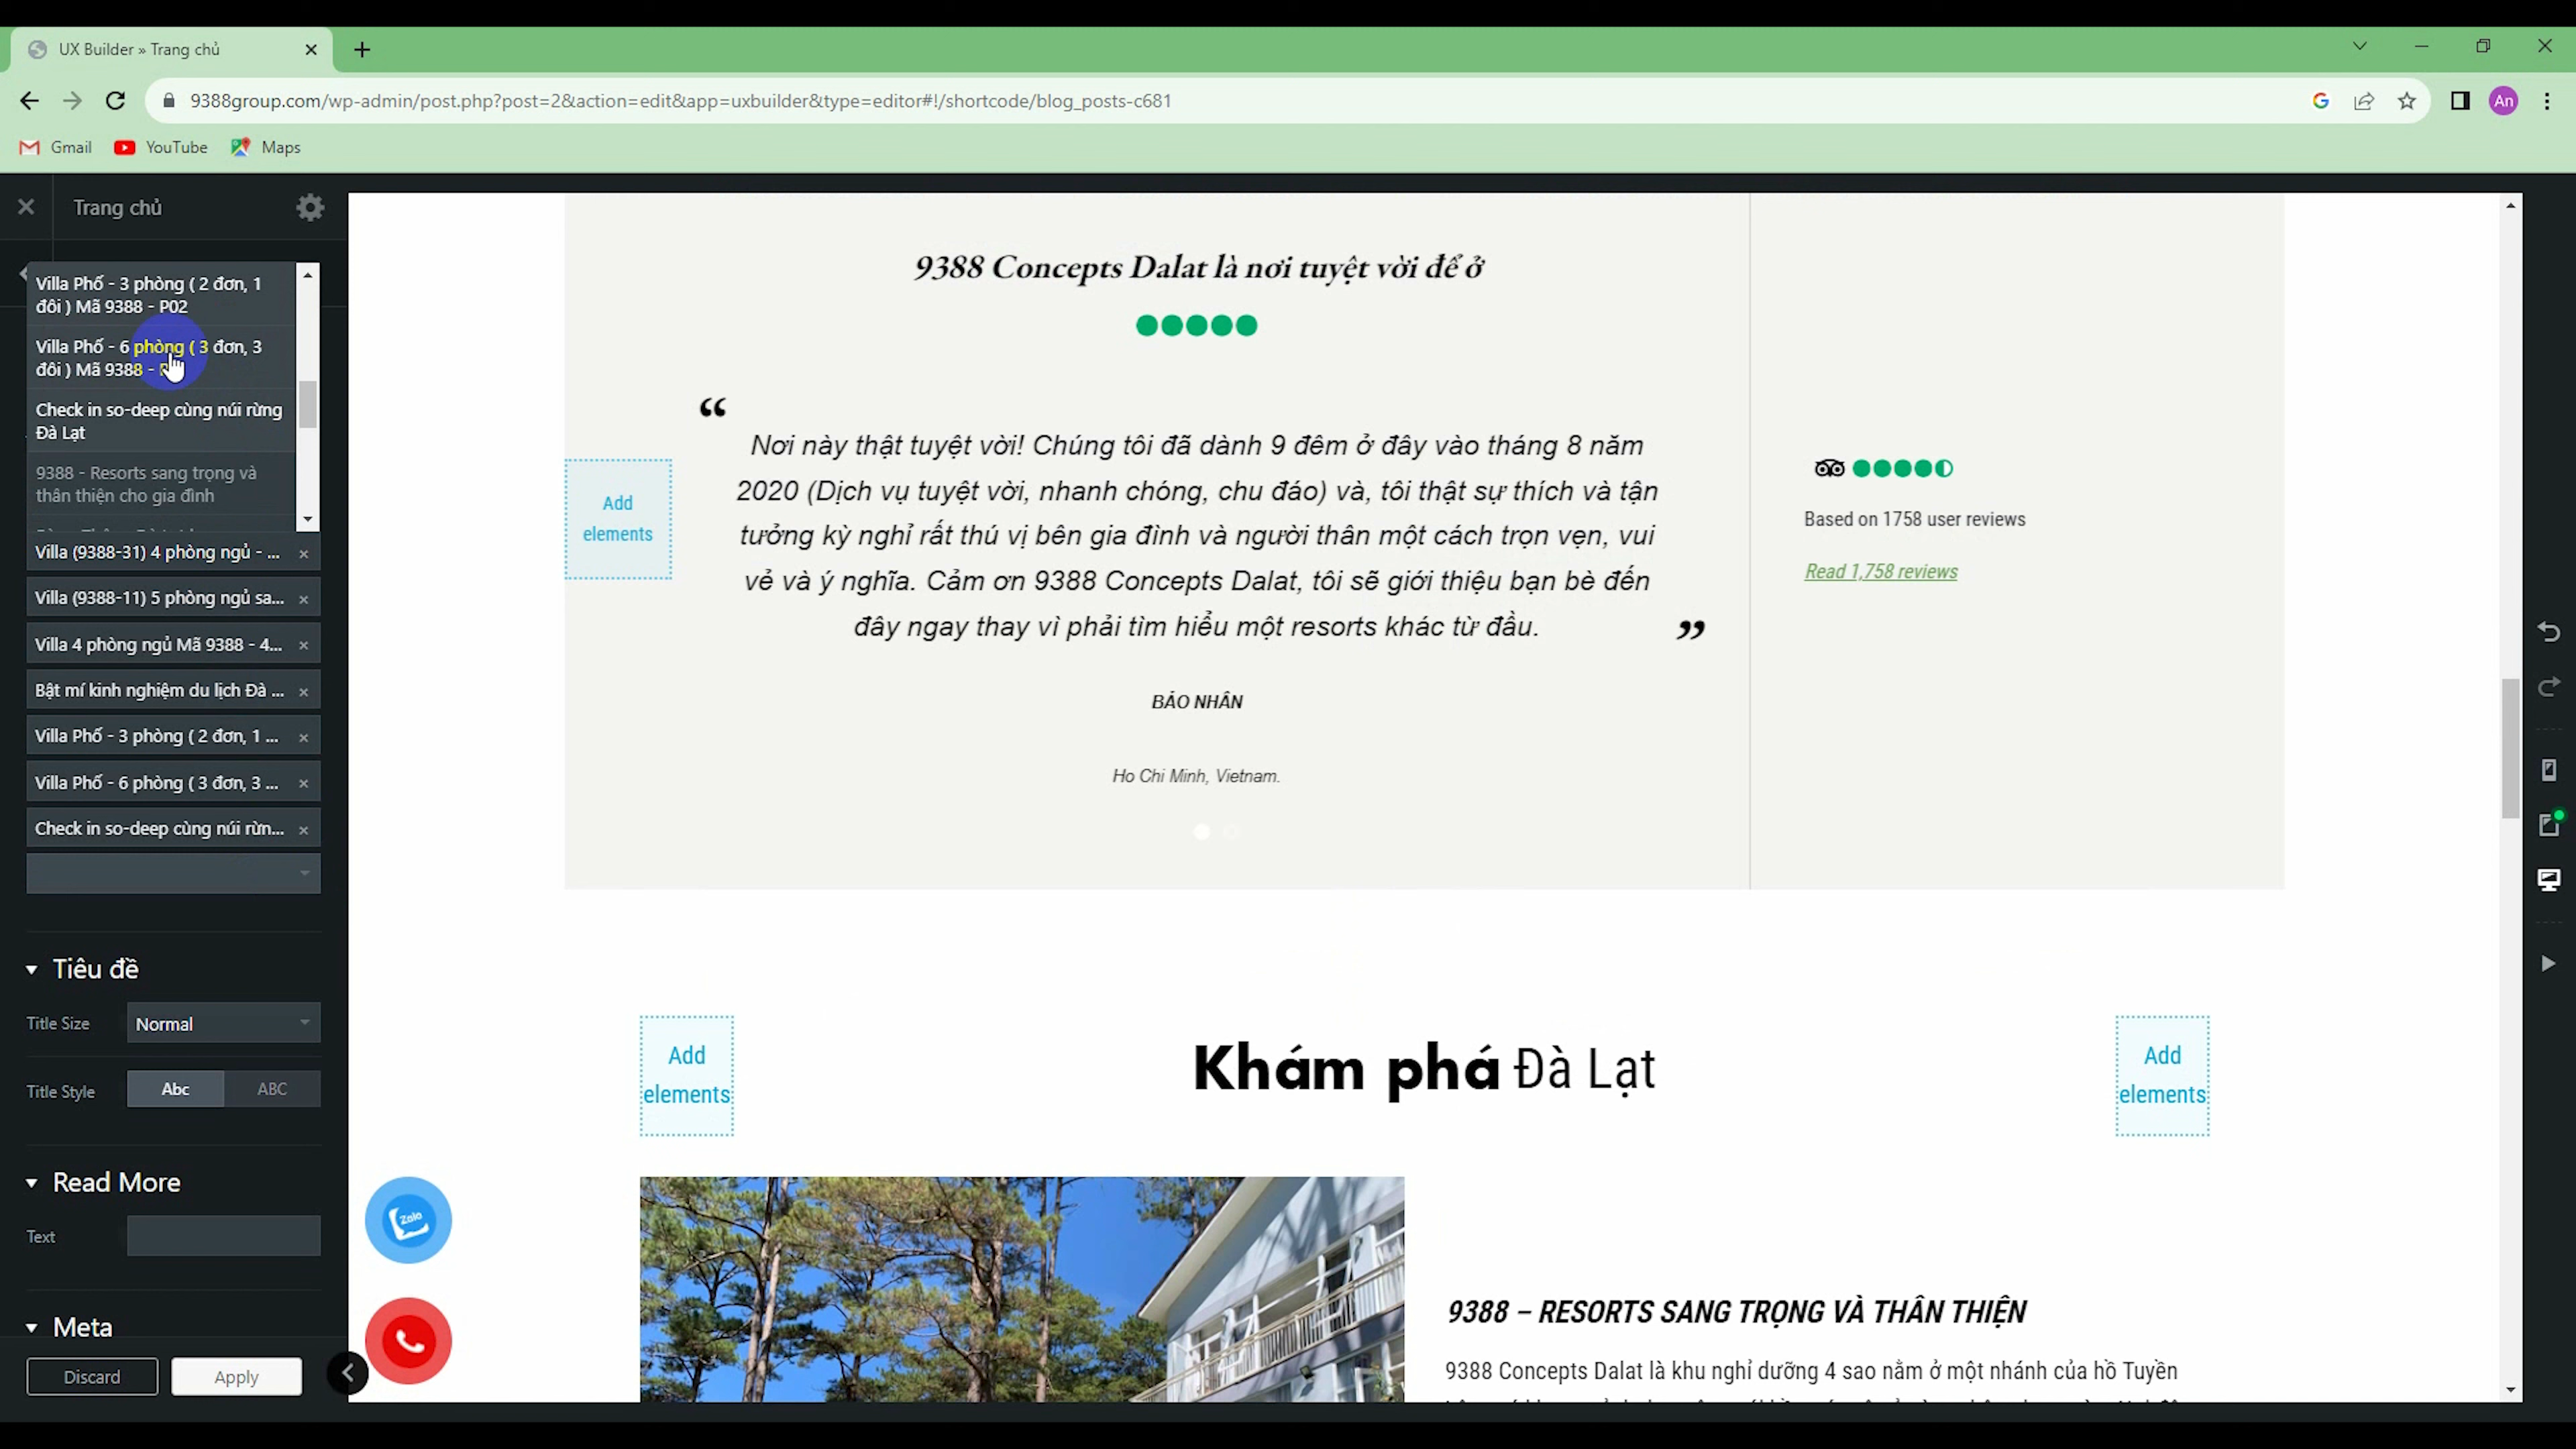 UX Builder » Trang chủ
9388group.com/wp-admin/post.php?post=2&action=edit&app=uxbuilder&type=editor#!/shortcode/blog_posts-c681
An
Gmail
YouTube
Maps
Trang chủ
Villa Phố - 3 phòng ( 2 đơn, 1
đôi ) Mã 9388 - P02
Villa Phố - 6 phòng ( 3 đơn, 3
đôi ) Mã 9388 -
Check in so-deep cùng núi rừng
Đà Lạt
9388 - Resorts sang trọng và
thân thiện cho gia đình
Villa (9388-31) 4 phòng ngủ - ...
Villa (9388-11) 5 phòng ngủ sa...
Villa 4 phòng ngủ Mã 9388 - 4...
Bật mí kinh nghiệm du lịch Đà ...
Villa Phố - 3 phòng ( 2 đơn, 1 ...
Villa Phố - 6 phòng ( 3 đơn, 3 ...
Check in so-deep cùng núi rừn...
Tiêu đề
Title Size
Normal
Title Style
Abc
ABC
Read More
Text
Meta
Discard
Apply
9388 Concepts Dalat là nơi tuyệt vời để ở
“
Nơi này thật tuyệt vời! Chúng tôi đã dành 9 đêm ở đây vào tháng 8 năm
2020 (Dịch vụ tuyệt vời, nhanh chóng, chu đáo) và, tôi thật sự thích và tận
tưởng kỳ nghỉ rất thú vị bên gia đình và người thân một cách trọn vẹn, vui
vẻ và ý nghĩa. Cảm ơn 9388 Concepts Dalat, tôi sẽ giới thiệu bạn bè đến
đây ngay thay vì phải tìm hiểu một resorts khác từ đầu.
”
BẢO NHÂN
Ho Chi Minh, Vietnam.
Add
elements
Based on 1758 user reviews
Read 1,758 reviews
Add
elements
Khám phá Đà Lạt
Add
elements
Zalo
9388 – RESORTS SANG TRỌNG VÀ THÂN THIỆN
9388 Concepts Dalat là khu nghỉ dưỡng 4 sao nằm ở một nhánh của hồ Tuyền